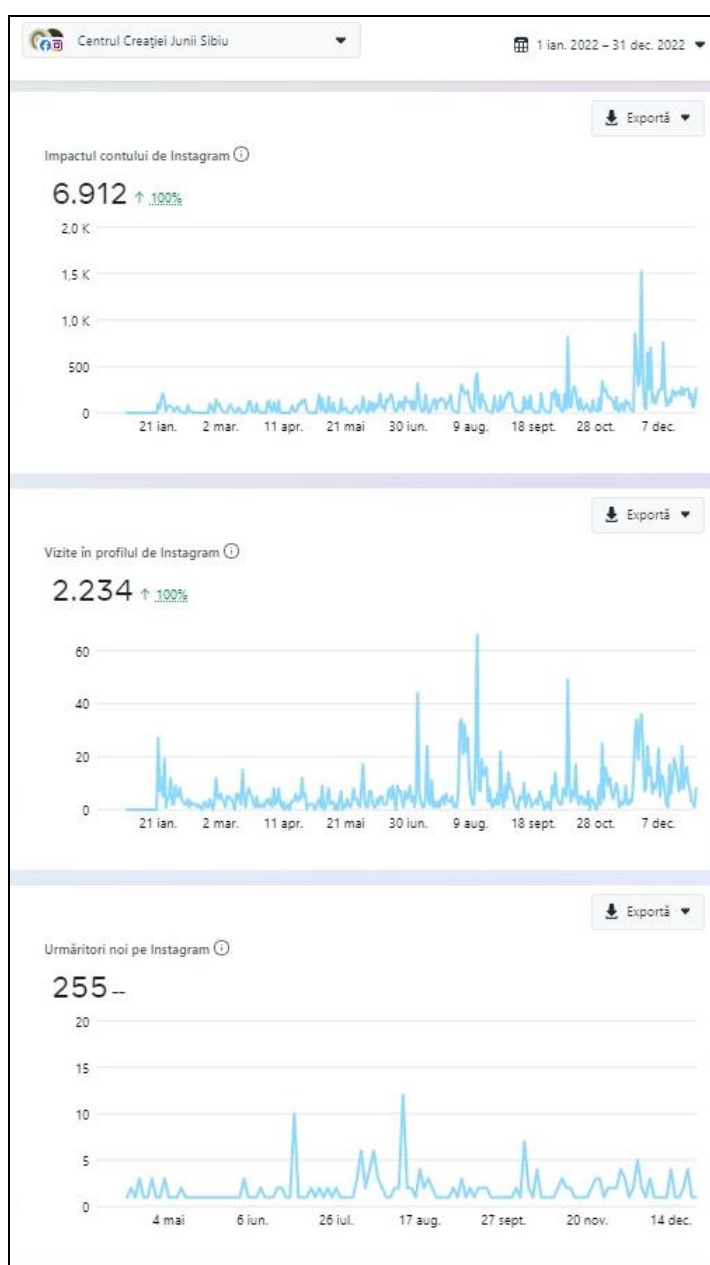 Centrul Creației Junii Sibiu
1 ian. 2022 – 31 dec. 2022
Exportă
Impactul contului de Instagram
6.912 ↑ 100%
2,0 K
1,5 K
1,0 K
500
0
21 ian. 2 mar. 11 apr. 21 mai 30 iun. 9 aug. 18 sept. 28 oct. 7 dec.
Exportă
Vizite în profilul de Instagram
2.234 ↑ 100%
60
40
20
0
21 ian. 2 mar. 11 apr. 21 mai 30 iun. 9 aug. 18 sept. 28 oct. 7 dec.
Exportă
Urmăritori noi pe Instagram
255 --
20
15
10
5
0
4 mai 6 iun. 26 iul. 17 aug. 27 sept. 20 nov. 14 dec.